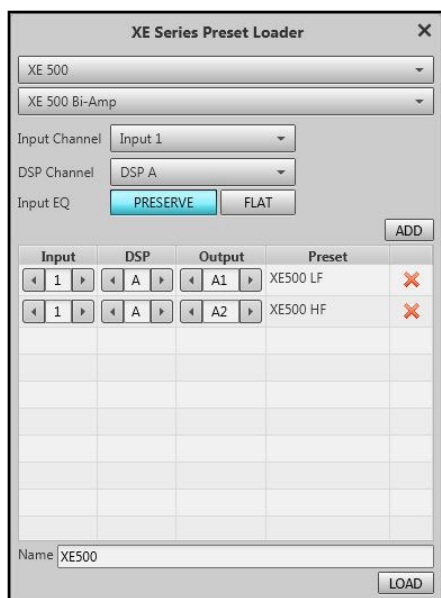 XE Series Preset Loader
XE 500
XE 500 Bi-Amp
Input Channel Input 1
DSP Channel DSP A
Input EQ PRESERVE FLAT
ADD
Input DSP Output Preset
1 A A1 XE500 LF
1 A A2 XE500 HF
Name XE500
LOAD